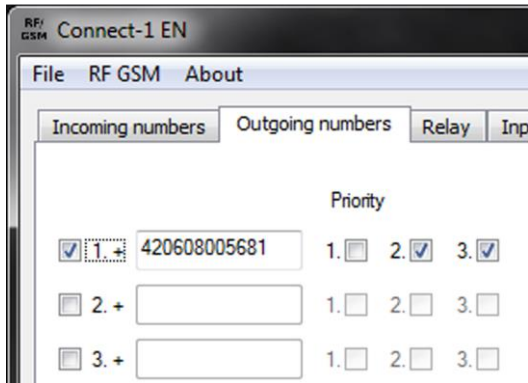 RF/
GSM Connect-1 EN
File RF GSM About
Incoming numbers Outgoing numbers Relay Inp
Priority
1. + 420608005681 1. 2. 3.
2. + 1. 2. 3.
3. + 1. 2. 3.